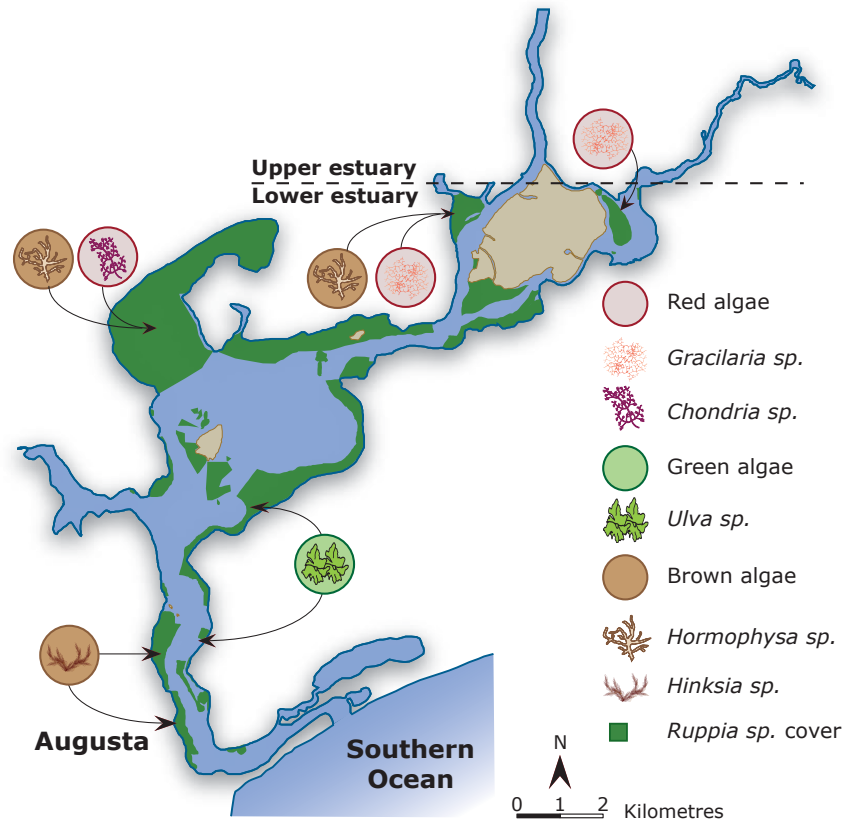 Upper estuary
Lower estuary
Red algae
Gracilaria sp.
Chondria sp.
Green algae
Ulva sp.
Brown algae
Hormophysa sp.
Hinksia sp.
Ruppia sp. cover
Augusta
Southern
Ocean
N
0 1 2 Kilometres